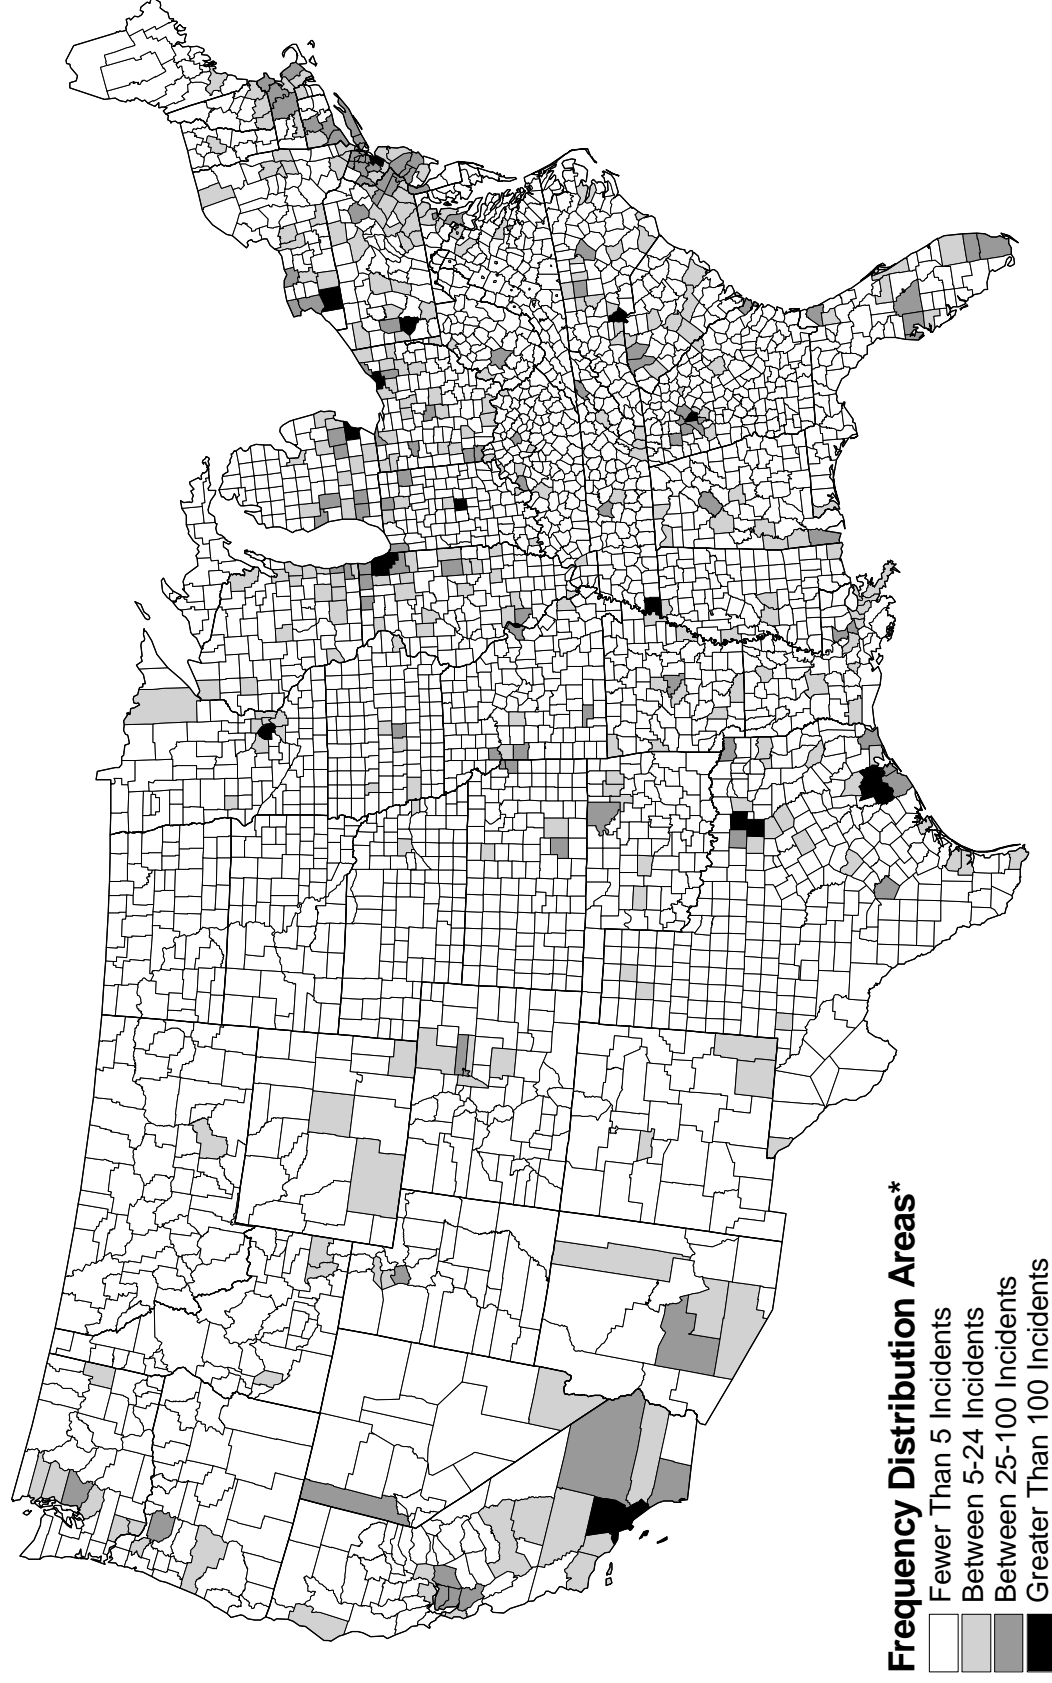 Frequency Distribution Areas*
Fewer Than 5 Incidents
Between 5-24 Incidents
Between 25-100 Incidents
Greater Than 100 Incidents